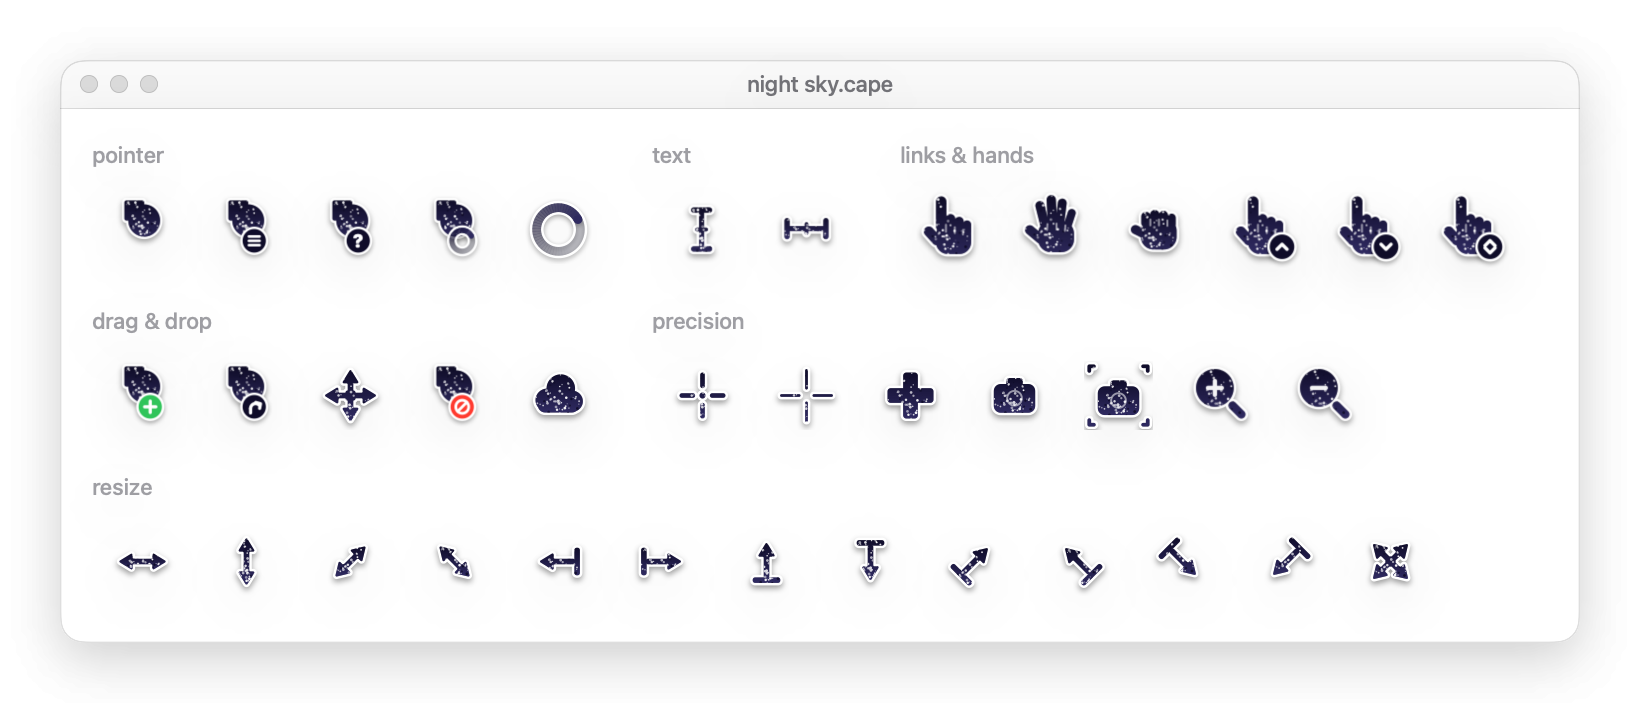 night sky.cape
pointer
text
links & hands
?
drag & drop
precision
resize